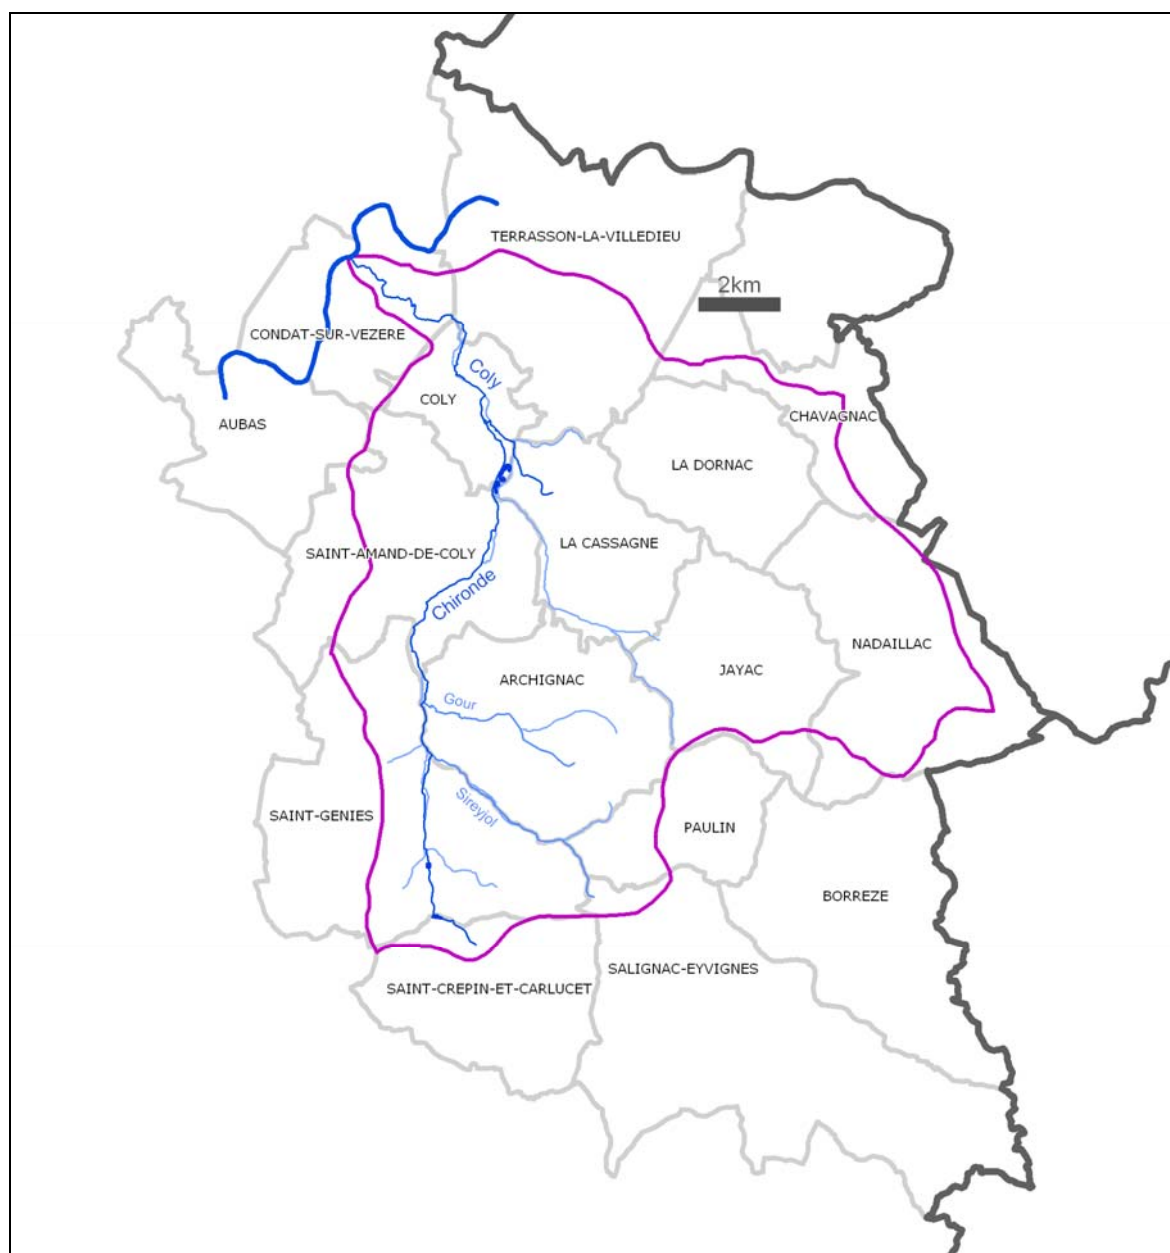 TERRASSON-LA-VILLEDIEU
2km
CONDAT-SUR-VEZERE
Coly
COLY
CHAVAGNAC
AUBAS
LA DORNAC
LA CASSAGNE
SAINT-AMAND-DE-COLY
Chironde
NADAILLAC
JAYAC
ARCHIGNAC
Gour
Sireyjol
SAINT-GENIES
PAULIN
BORREZE
SALIGNAC-EYVIGNES
SAINT-CREPIN-ET-CARLUCET